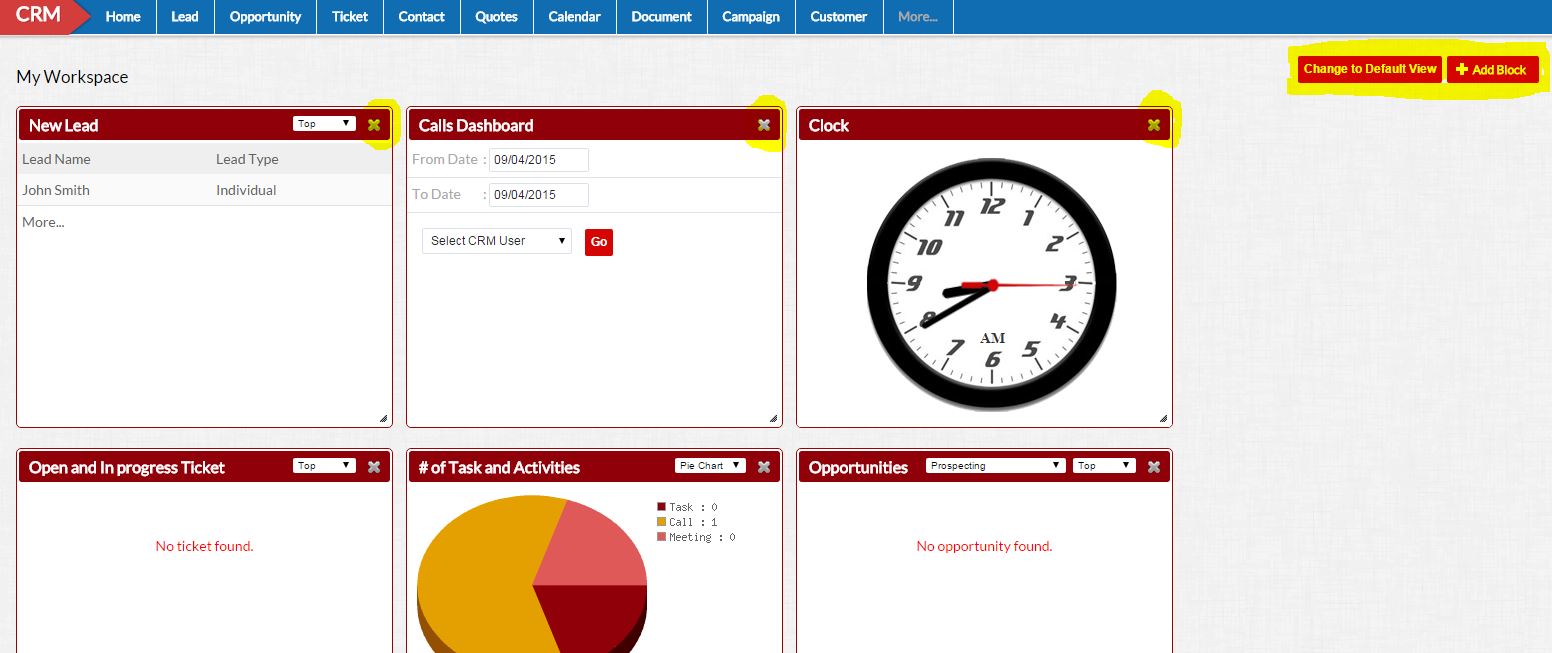 CRM Home Lead Opportunity Ticket Contact Quotes Calendar Document Campaign Customer More...
My Workspace
Change to Default View Add Block
New Lead Top
Lead Name Lead Type
John Smith Individual
More...
Calls Dashboard
From Date : 09/04/2015
To Date : 09/04/2015
Select CRM User Go
Clock
12
1
2
3
4
5
6
7
8
9
10
11
AM
Open and In progress Ticket Top
No ticket found.
# of Task and Activities Pie Chart
Task : 0
Call : 1
Meeting : 0
Opportunities Prospecting Top
No opportunity found.